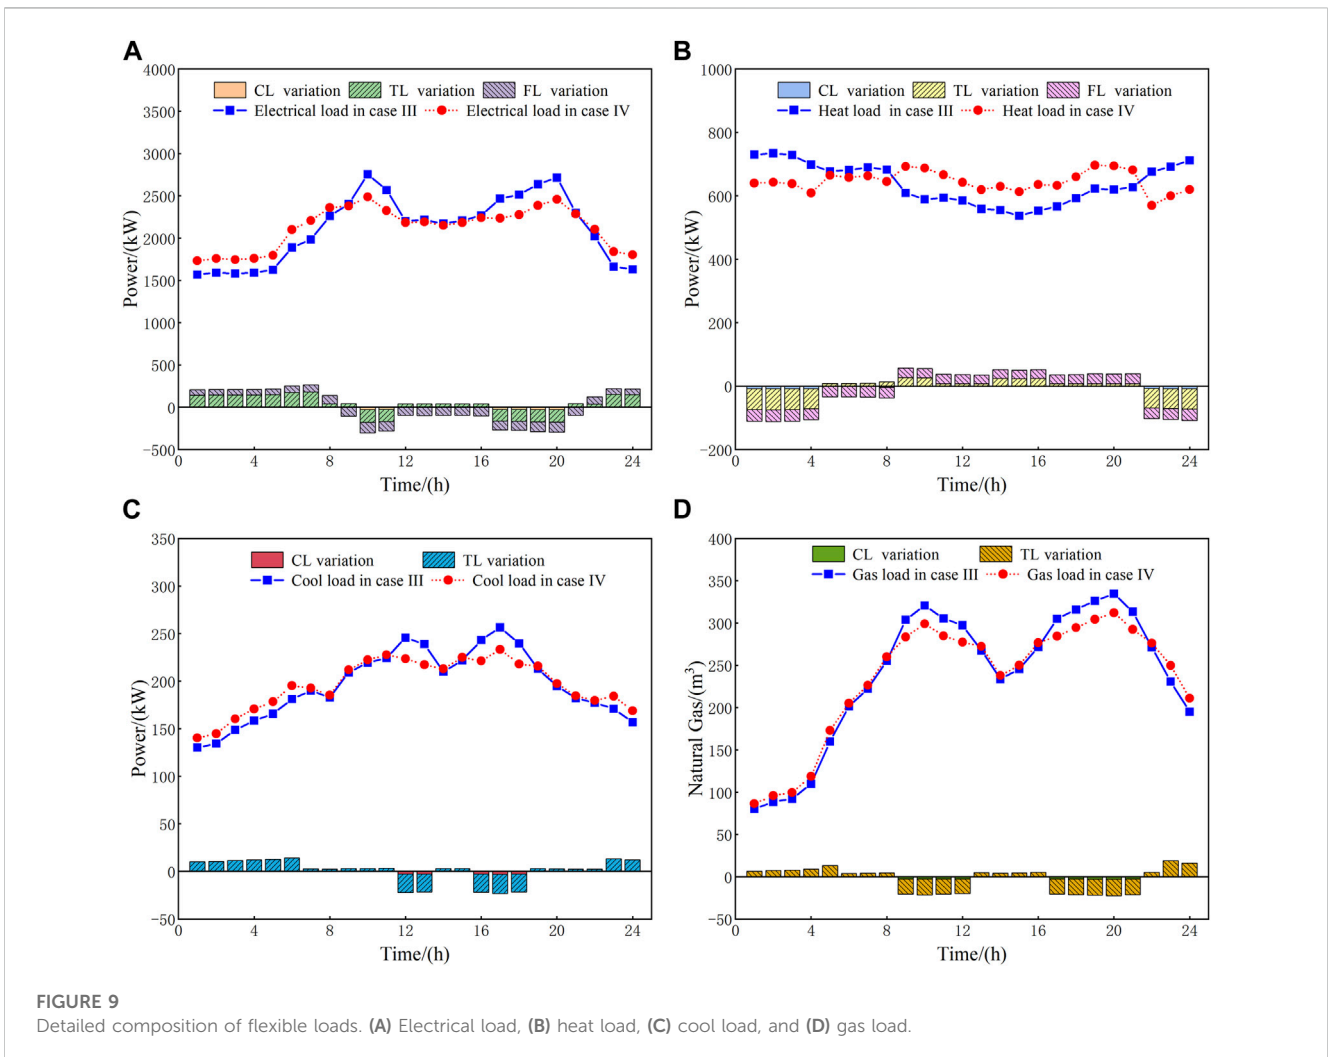 A
CL variation TL variation FL variation
Electrical load in case III Electrical load in case IV
4000
3500
3000
2500
2000
1500
1000
500
0
−500
Power/(kW)
0 4 8 12 16 20 24
Time/(h)
B
CL variation TL variation FL variation
Heat load in case III Heat load in case IV
1000
800
600
400
200
0
−200
Power/(kW)
0 4 8 12 16 20 24
Time/(h)
C
CL variation TL variation
Cool load in case III Cool load in case IV
350
300
250
200
150
100
50
0
−50
Power/(kW)
0 4 8 12 16 20 24
Time/(h)
D
CL variation TL variation
Gas load in case III Gas load in case IV
400
350
300
250
200
150
100
50
0
−50
Natural Gas/(m³)
0 4 8 12 16 20 24
Time/(h)
FIGURE 9
Detailed composition of flexible loads. (A) Electrical load, (B) heat load, (C) cool load, and (D) gas load.